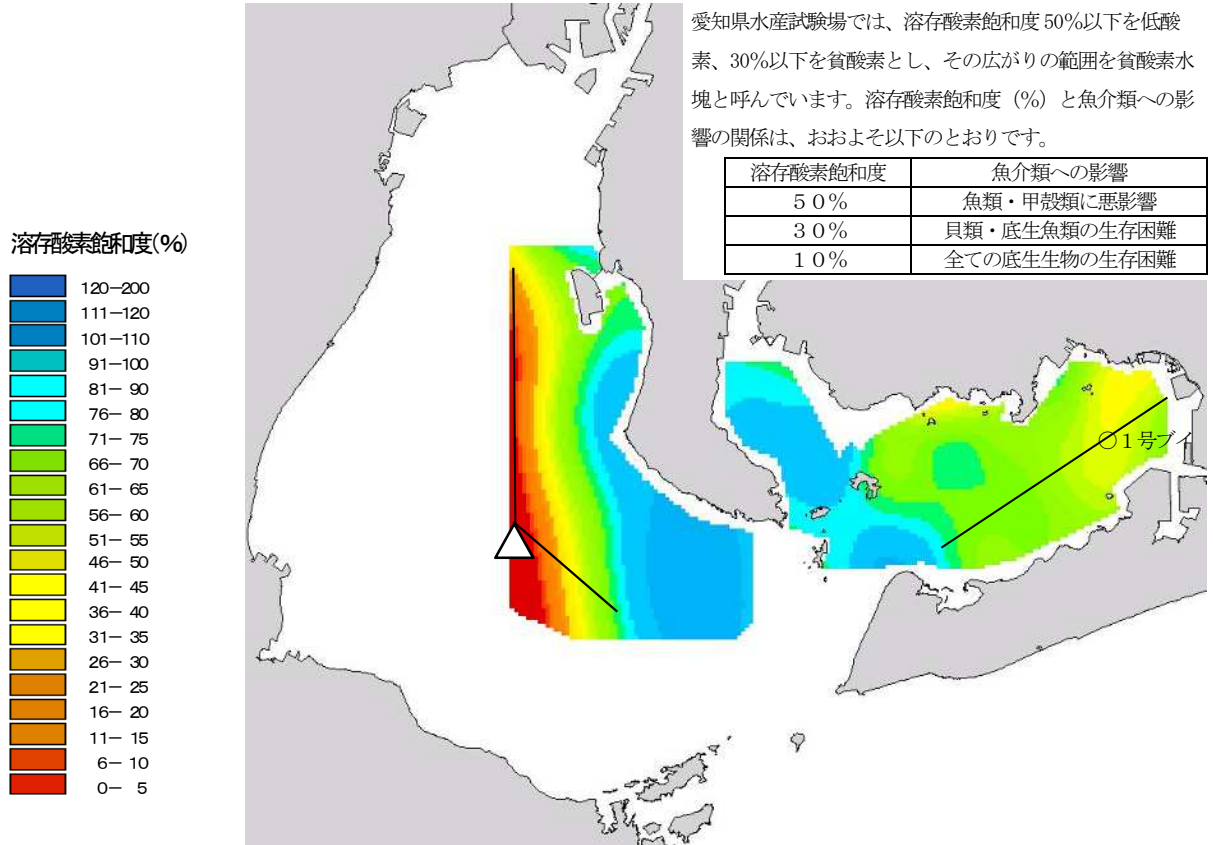 愛知県水産試験場では、溶存酸素飽和度 50%以下を低酸
素、30%以下を貧酸素とし、その広がりの範囲を貧酸素水
塊と呼んでいます。溶存酸素飽和度（%）と魚介類への影
響の関係は、おおよそ以下のとおりです。
溶存酸素飽和度 魚介類への影響
５０% 魚類・甲殻類に悪影響
３０% 貝類・底生魚類の生存困難
１０% 全ての底生生物の生存困難
溶存酸素飽和度(%)
120－200
111－120
101－110
91－100
81－ 90
76－ 80
71－ 75
66－ 70
61－ 65
56－ 60
51－ 55
46－ 50
41－ 45
36－ 40
31－ 35
26－ 30
21－ 25
16－ 20
11－ 15
6－ 10
0－ 5
○１号ブイ